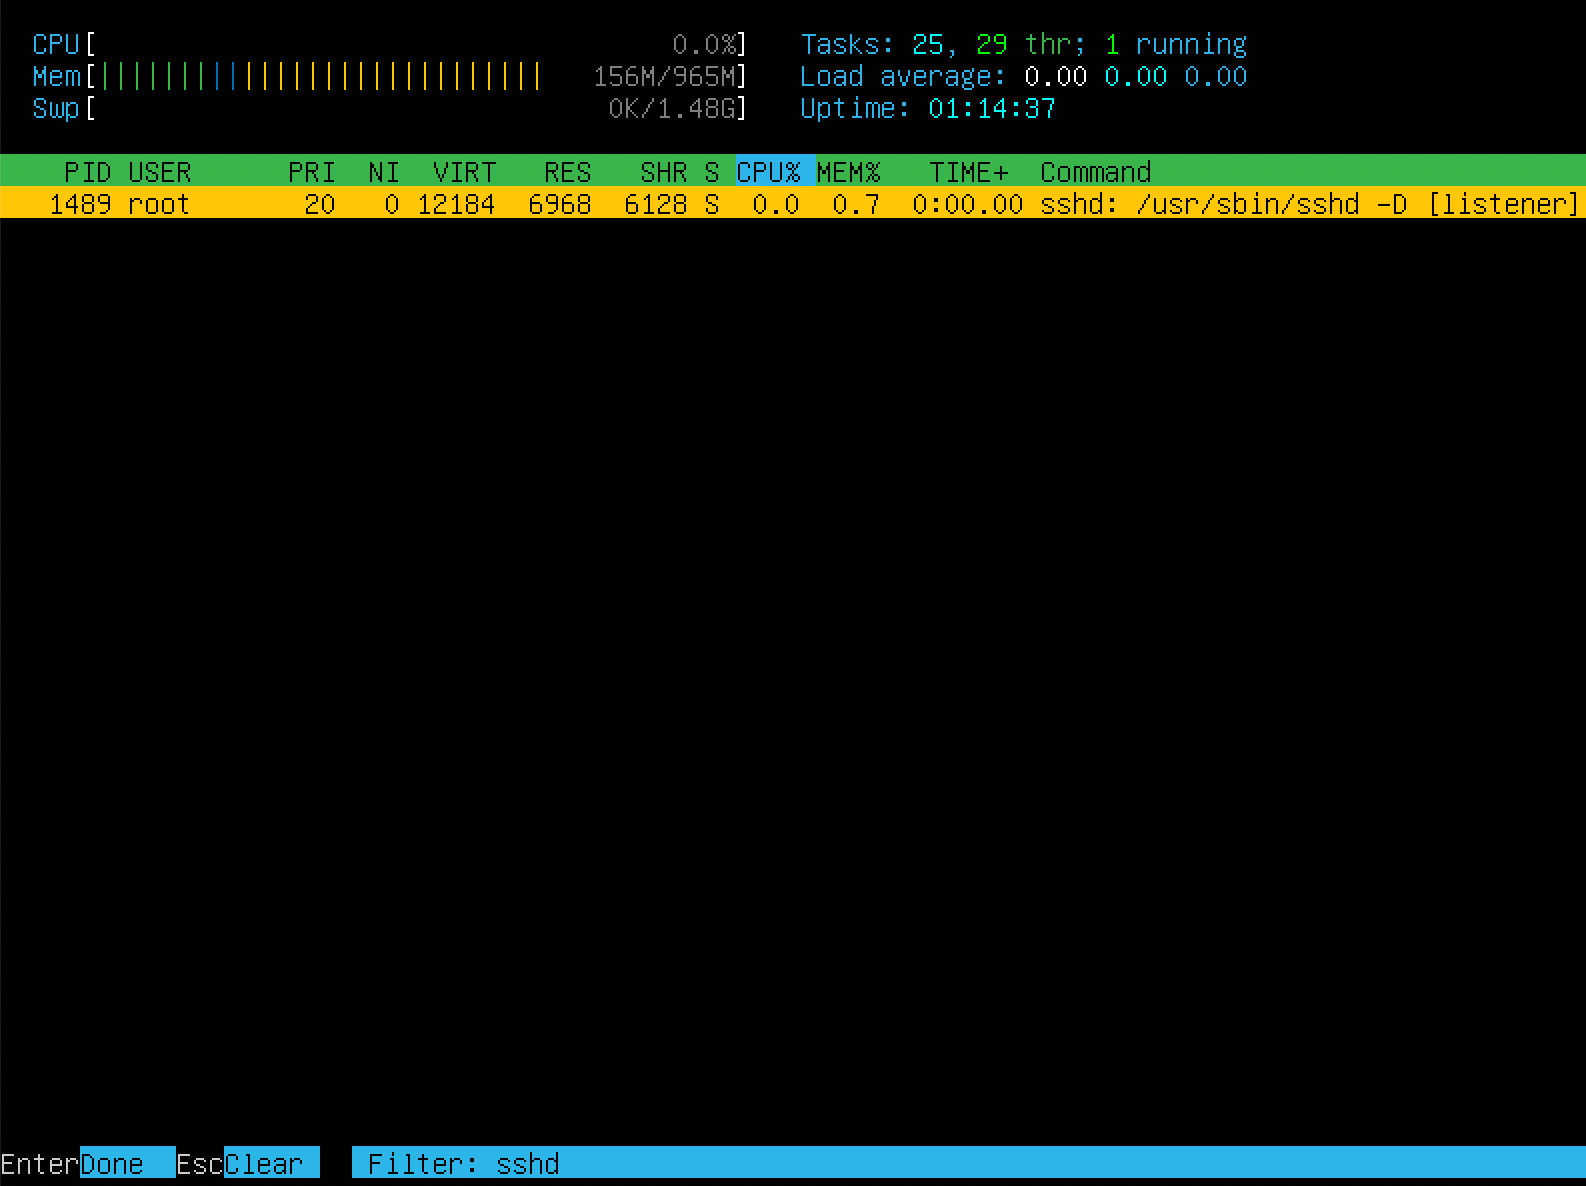 CPU[ 0.0%] Tasks: 25, 29 thr; 1 running
Mem[||||||||||||||||||||||||||||   156M/965M] Load average: 0.00 0.00 0.00
Swp[ 0K/1.48G] Uptime: 01:14:37
PID USER PRI NI VIRT RES SHR S CPU% MEM% TIME+ Command
1489 root 20 0 12184 6968 6128 S 0.0 0.7 0:00.00 sshd: /usr/sbin/sshd -D [listener]
EnterDone EscClear Filter: sshd